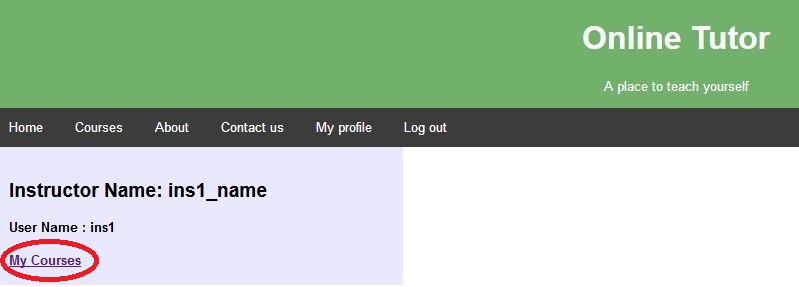 Online Tutor
A place to teach yourself
Home Courses About Contact us My profile Log out
Instructor Name: ins1_name
User Name : ins1
My Courses